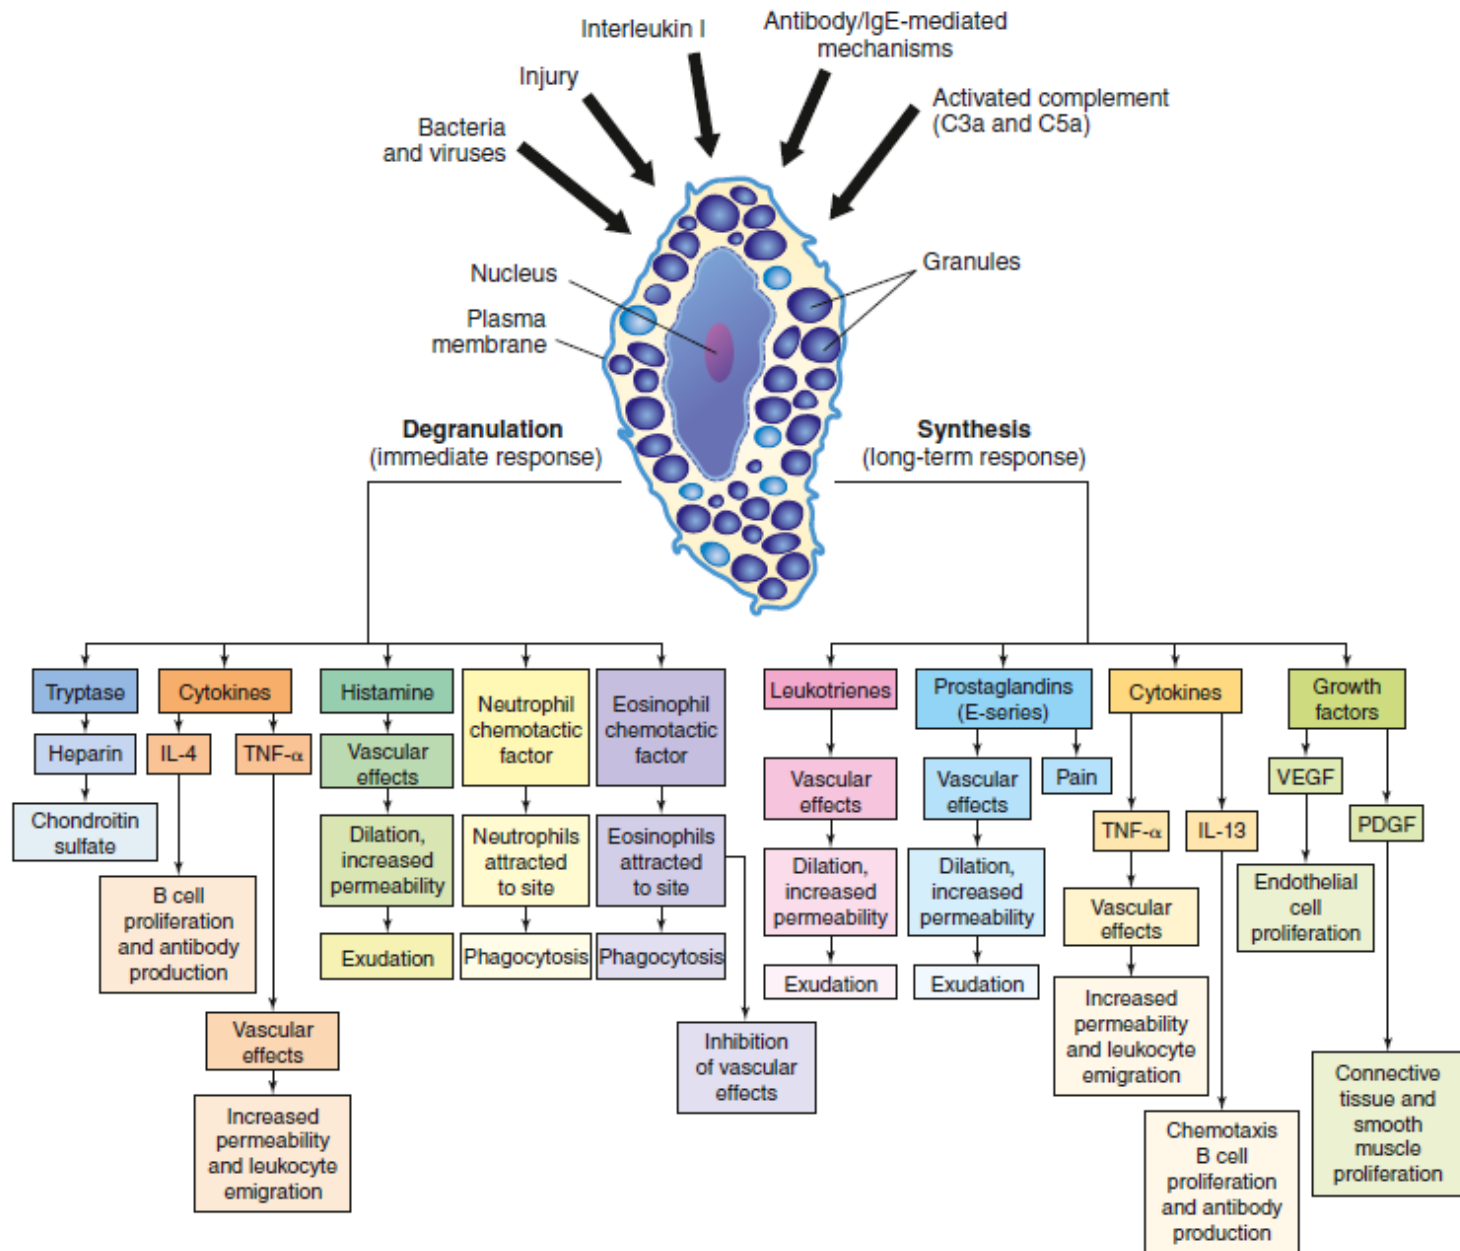 Interleukin I
Antibody/IgE-mediated
mechanisms
Injury
Activated complement
(C3a and C5a)
Bacteria
and viruses
Nucleus
Granules
Plasma
membrane
Degranulation
(immediate response)
Synthesis
(long-term response)
Tryptase
Heparin
Chondroitin
sulfate
Cytokines
IL-4
B cell
proliferation
and antibody
production
TNF-α
Vascular
effects
Increased
permeability
and leukocyte
emigration
Histamine
Vascular
effects
Dilation,
increased
permeability
Exudation
Neutrophil
chemotactic
factor
Neutrophils
attracted
to site
Phagocytosis
Eosinophil
chemotactic
factor
Eosinophils
attracted
to site
Phagocytosis
Inhibition
of vascular
effects
Leukotrienes
Vascular
effects
Dilation,
increased
permeability
Exudation
Prostaglandins
(E-series)
Vascular
effects
Dilation,
increased
permeability
Exudation
Pain
Cytokines
TNF-α
Vascular
effects
Increased
permeability
and leukocyte
emigration
IL-13
Chemotaxis
B cell
proliferation
and antibody
production
Growth
factors
VEGF
Endothelial
cell
proliferation
PDGF
Connective
tissue and
smooth
muscle
proliferation